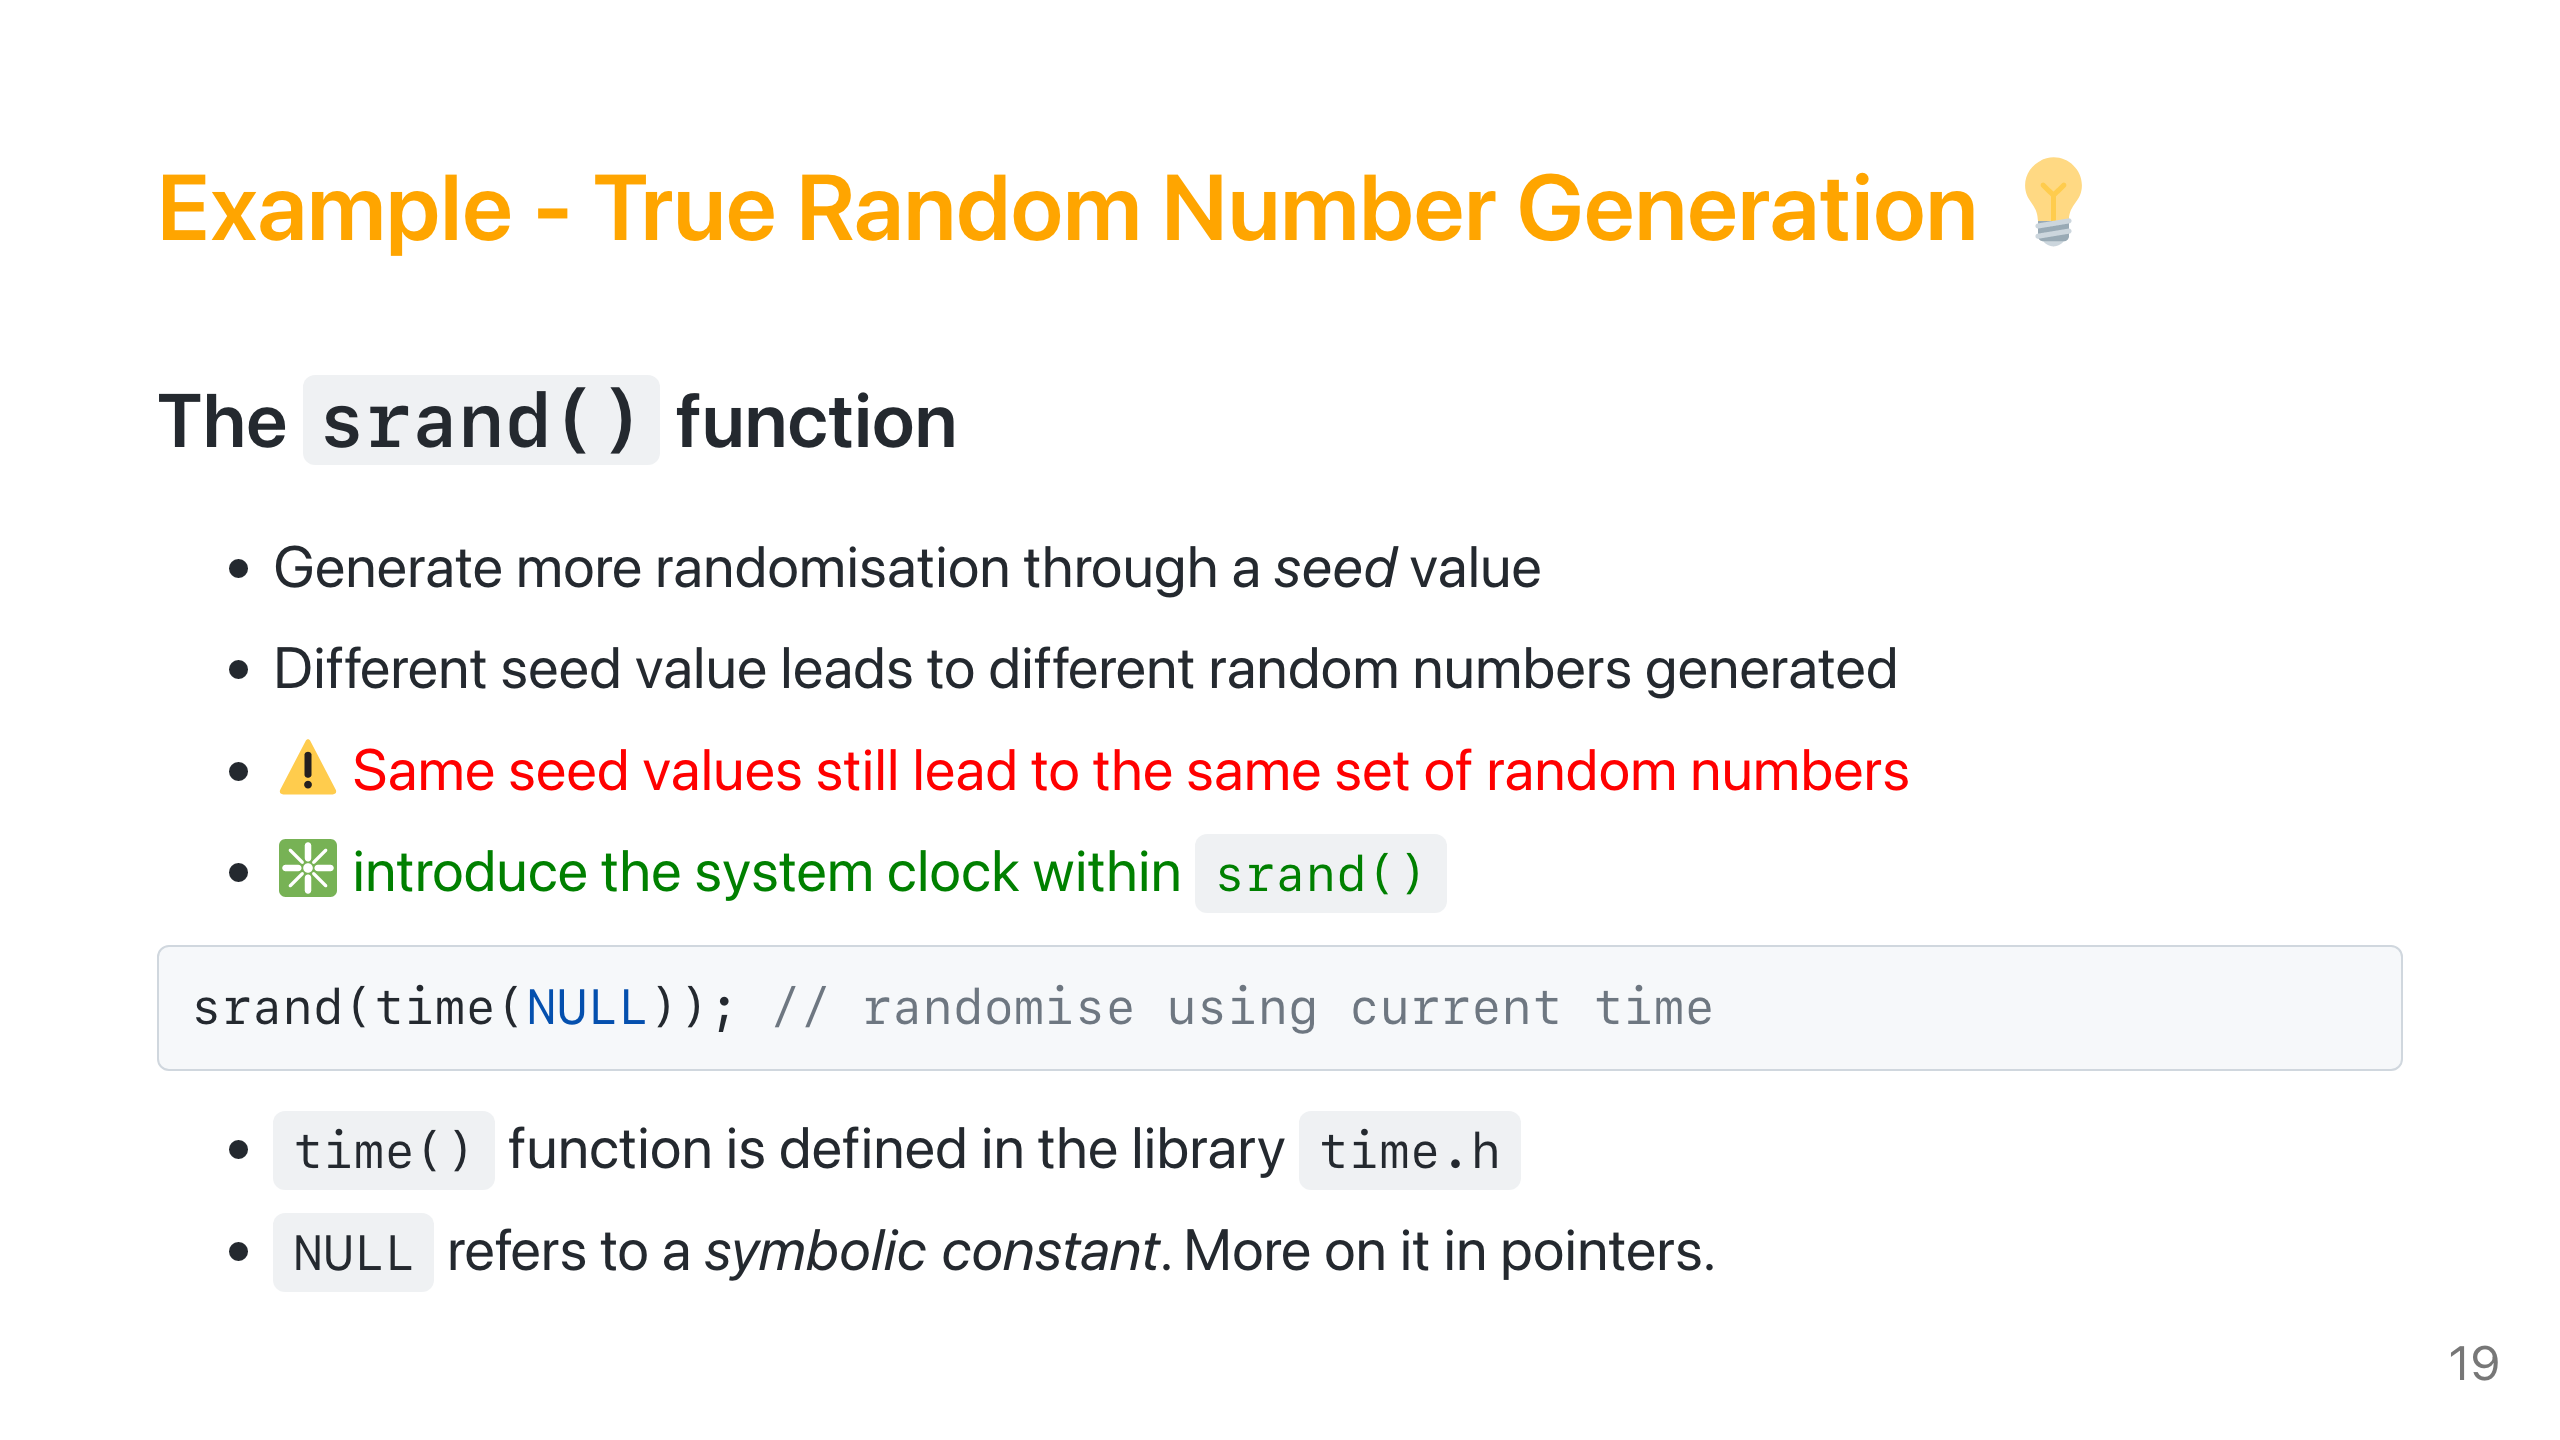 Example - True Random Number Generation 💡
The srand() function
• Generate more randomisation through a seed value
• Different seed value leads to different random numbers generated
• ⚠️ Same seed values still lead to the same set of random numbers
• ❇️ introduce the system clock within srand()
srand(time(NULL)); // randomise using current time
• time() function is defined in the library time.h
• NULL refers to a symbolic constant. More on it in pointers.
19